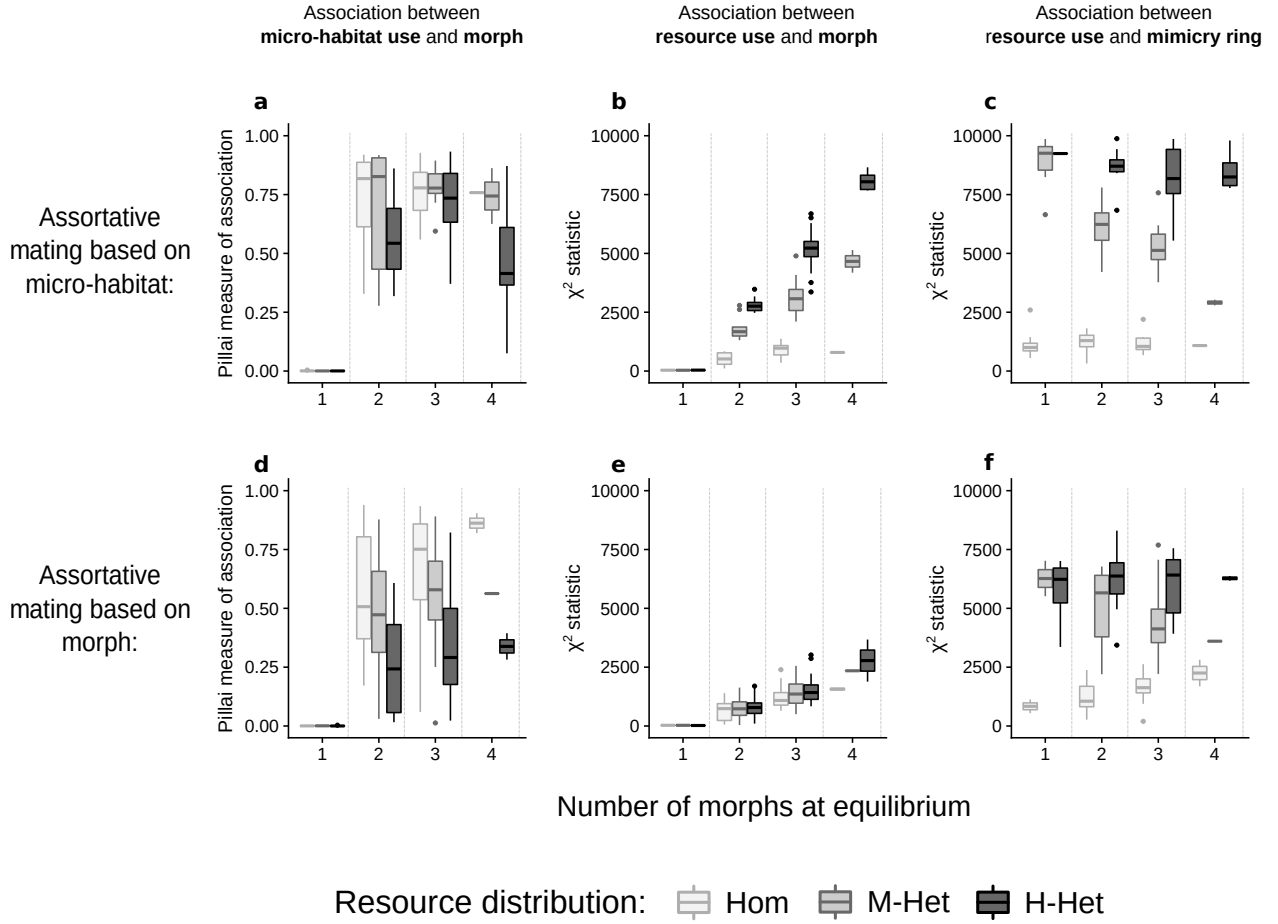 Association between
micro-habitat use and morph
Association between
resource use and morph
Association between
resource use and mimicry ring
Assortative
mating based on
micro-habitat:
a
Pillai measure of association
1.00
0.75
0.50
0.25
0.00
1 2 3 4
b
χ² statistic
10000
7500
5000
2500
0
1 2 3 4
c
χ² statistic
10000
7500
5000
2500
0
1 2 3 4
Assortative
mating based on
morph:
d
Pillai measure of association
1.00
0.75
0.50
0.25
0.00
1 2 3 4
e
χ² statistic
10000
7500
5000
2500
0
1 2 3 4
f
χ² statistic
10000
7500
5000
2500
0
1 2 3 4
Number of morphs at equilibrium
Resource distribution: Hom M-Het H-Het